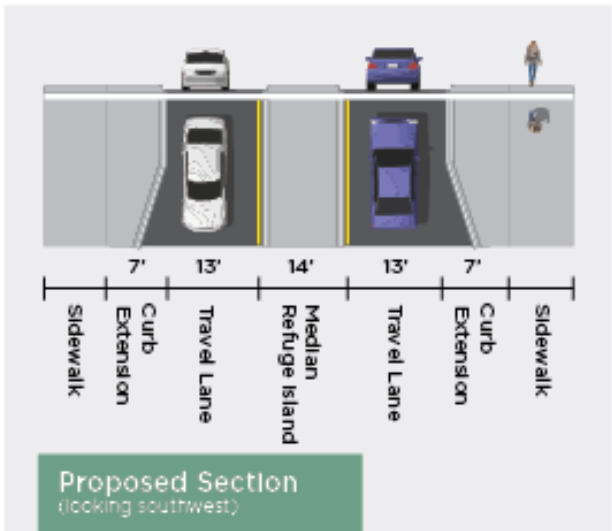 7' 13' 14' 13' 7'
Sidewalk
Curb
Extension
Travel Lane
Median
Refuge Island
Travel Lane
Curb
Extension
Sidewalk
Proposed Section
(looking southwest)